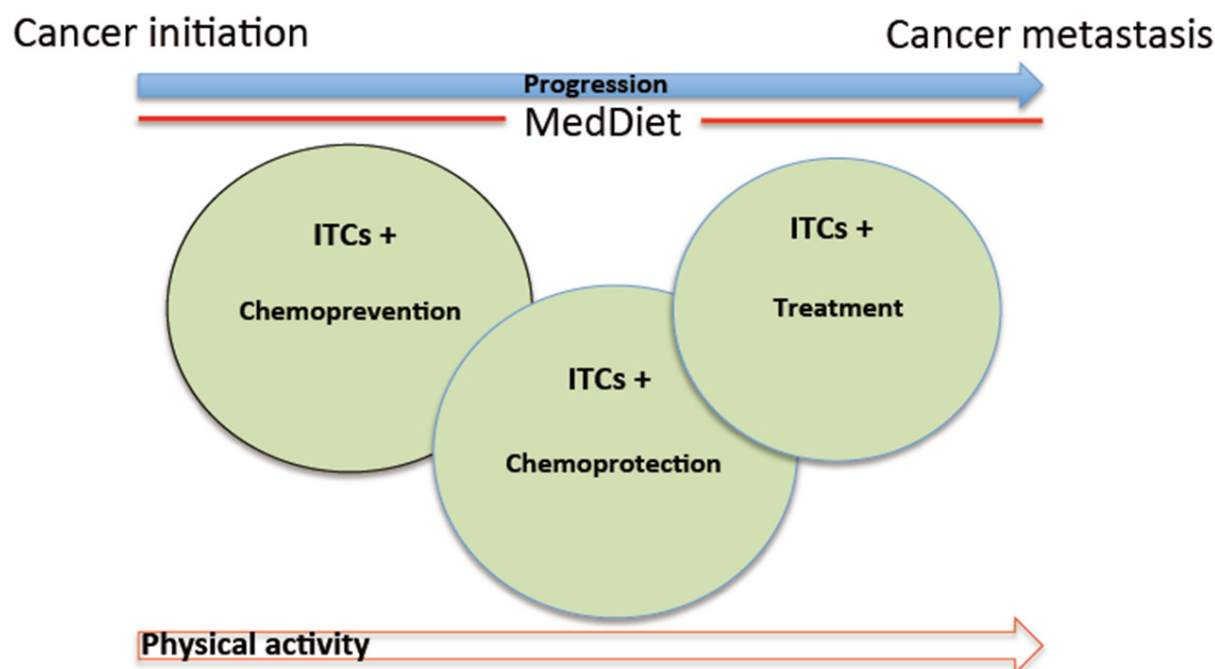 Cancer initiation
Cancer metastasis
Progression
MedDiet
ITCs +
Chemoprevention
ITCs +
Chemoprotection
ITCs +
Treatment
Physical activity